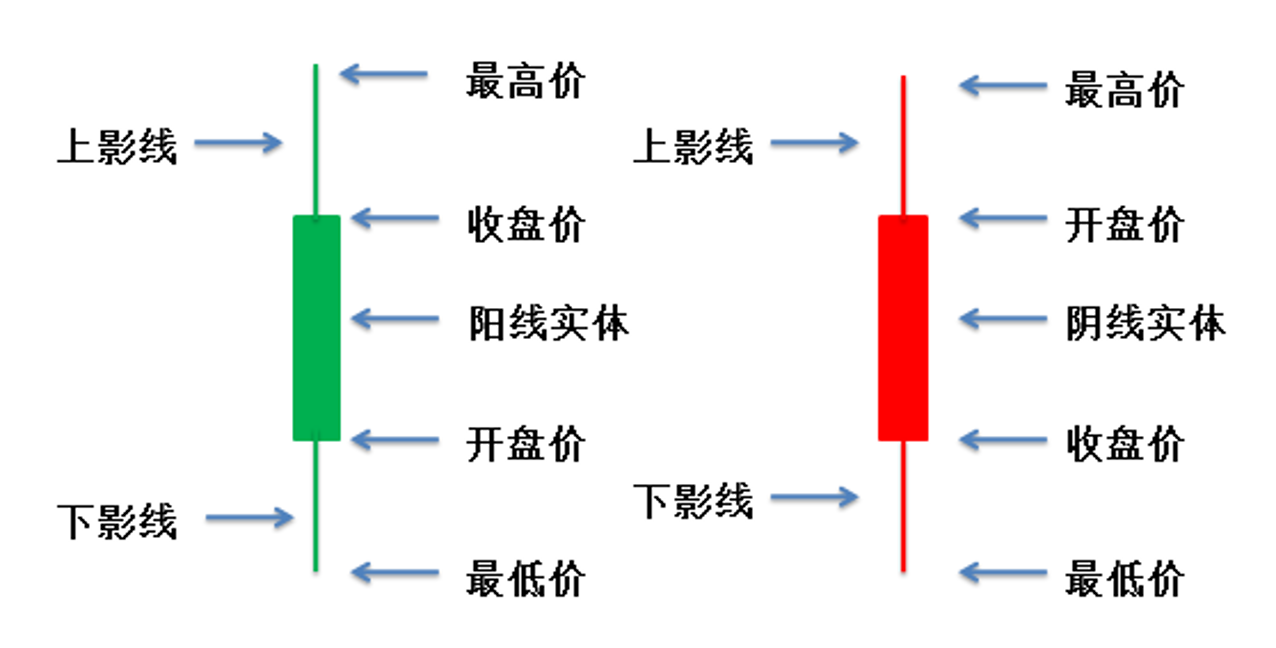 最高价
上影线
收盘价
阳线实体
开盘价
下影线
最低价
最高价
上影线
开盘价
阴线实体
收盘价
下影线
最低价